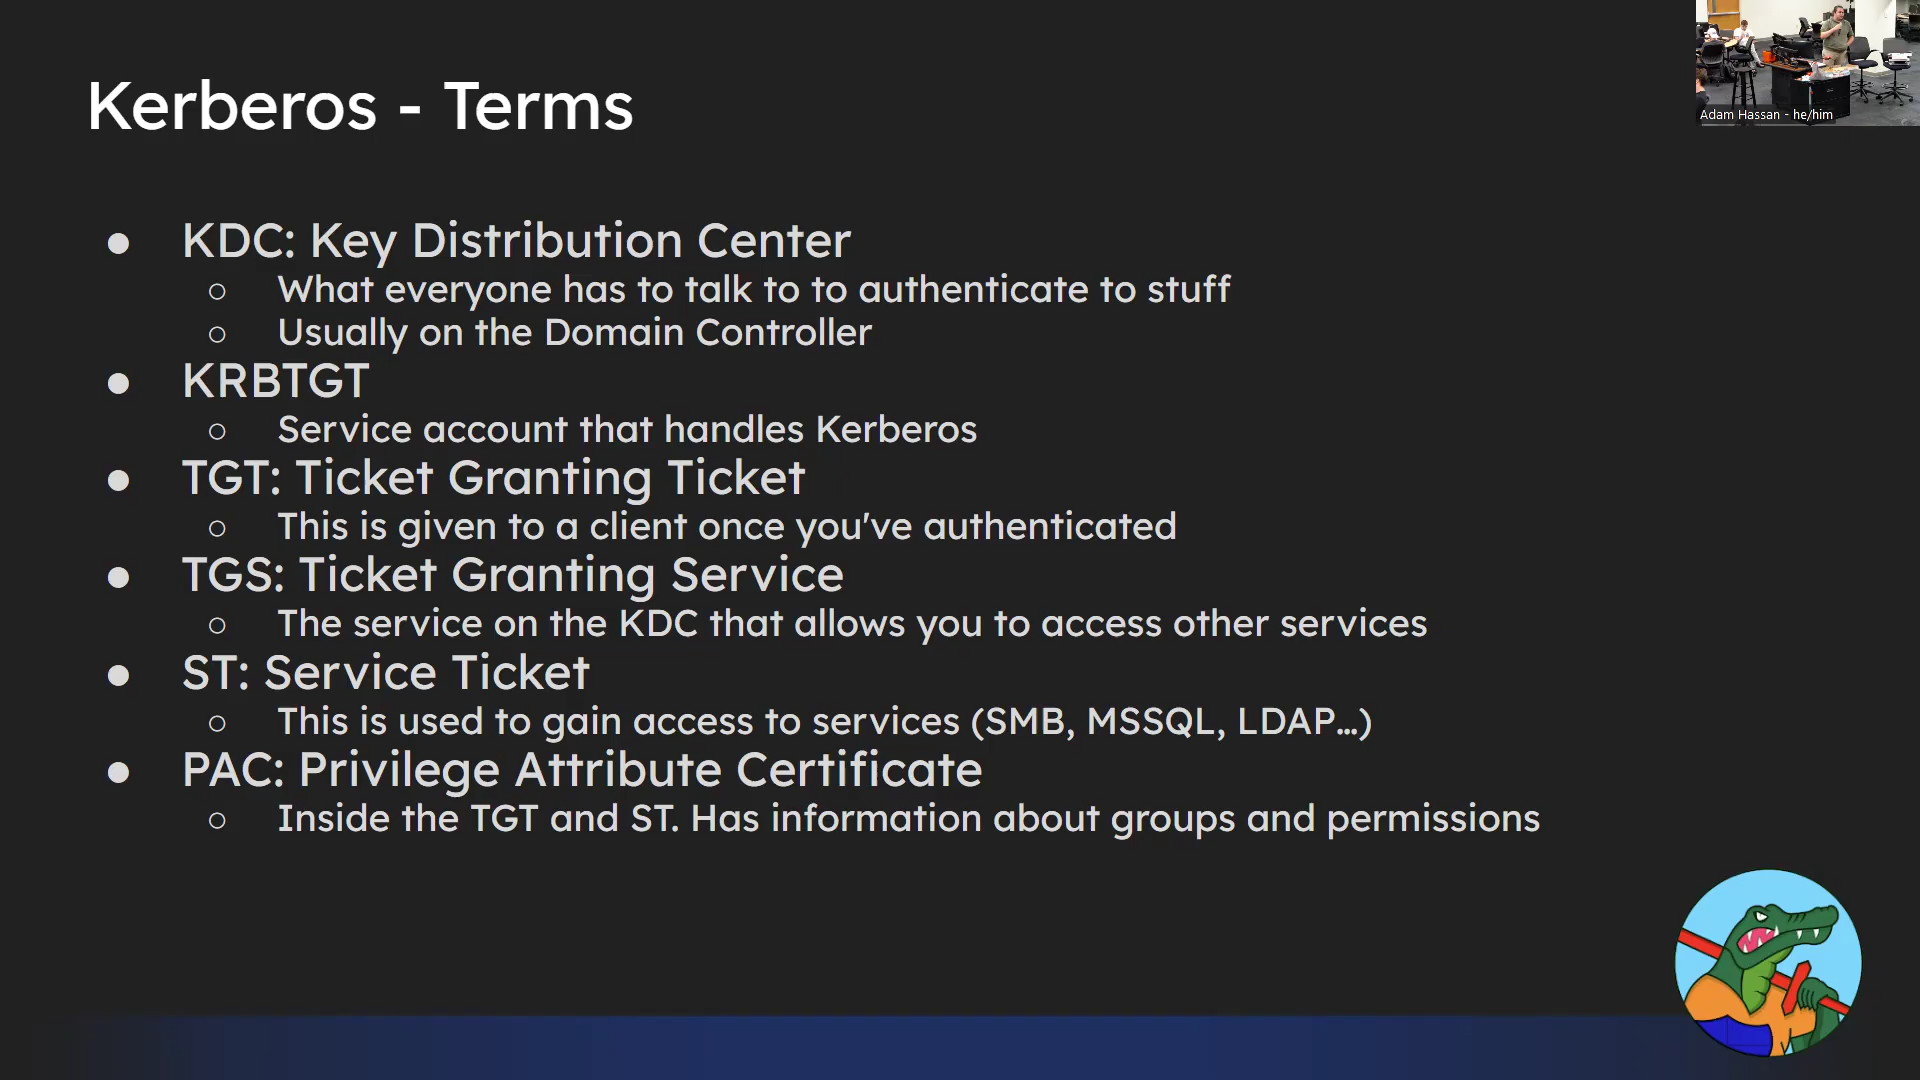 Adam Hassan - he/him
Kerberos - Terms
● KDC: Key Distribution Center
○ What everyone has to talk to to authenticate to stuff
○ Usually on the Domain Controller
● KRBTGT
○ Service account that handles Kerberos
● TGT: Ticket Granting Ticket
○ This is given to a client once you've authenticated
● TGS: Ticket Granting Service
○ The service on the KDC that allows you to access other services
● ST: Service Ticket
○ This is used to gain access to services (SMB, MSSQL, LDAP...)
● PAC: Privilege Attribute Certificate
○ Inside the TGT and ST. Has information about groups and permissions